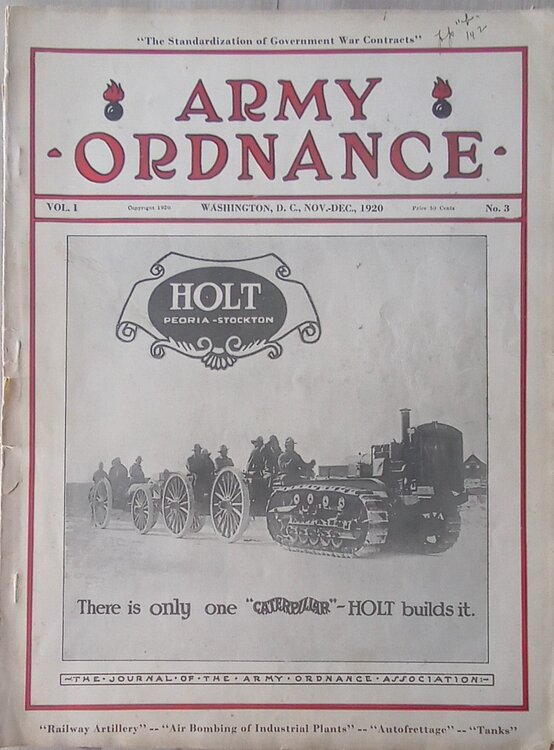 "The Standardization of Government War Contracts"
ARMY
·ORDNANCE·
VOL. I Copyright 1920 WASHINGTON, D. C., NOV.-DEC., 1920 Price 50 Cents No. 3
HOLT
PEORIA-STOCKTON
There is only one "CATERPILLAR"-HOLT builds it.
-THE·JOURNAL·OF·THE·ARMY·ORDNANCE·ASSOCIATION:-
"Railway Artillery" -- "Air Bombing of Industrial Plants" -- "Autofrettage" -- "Tanks"